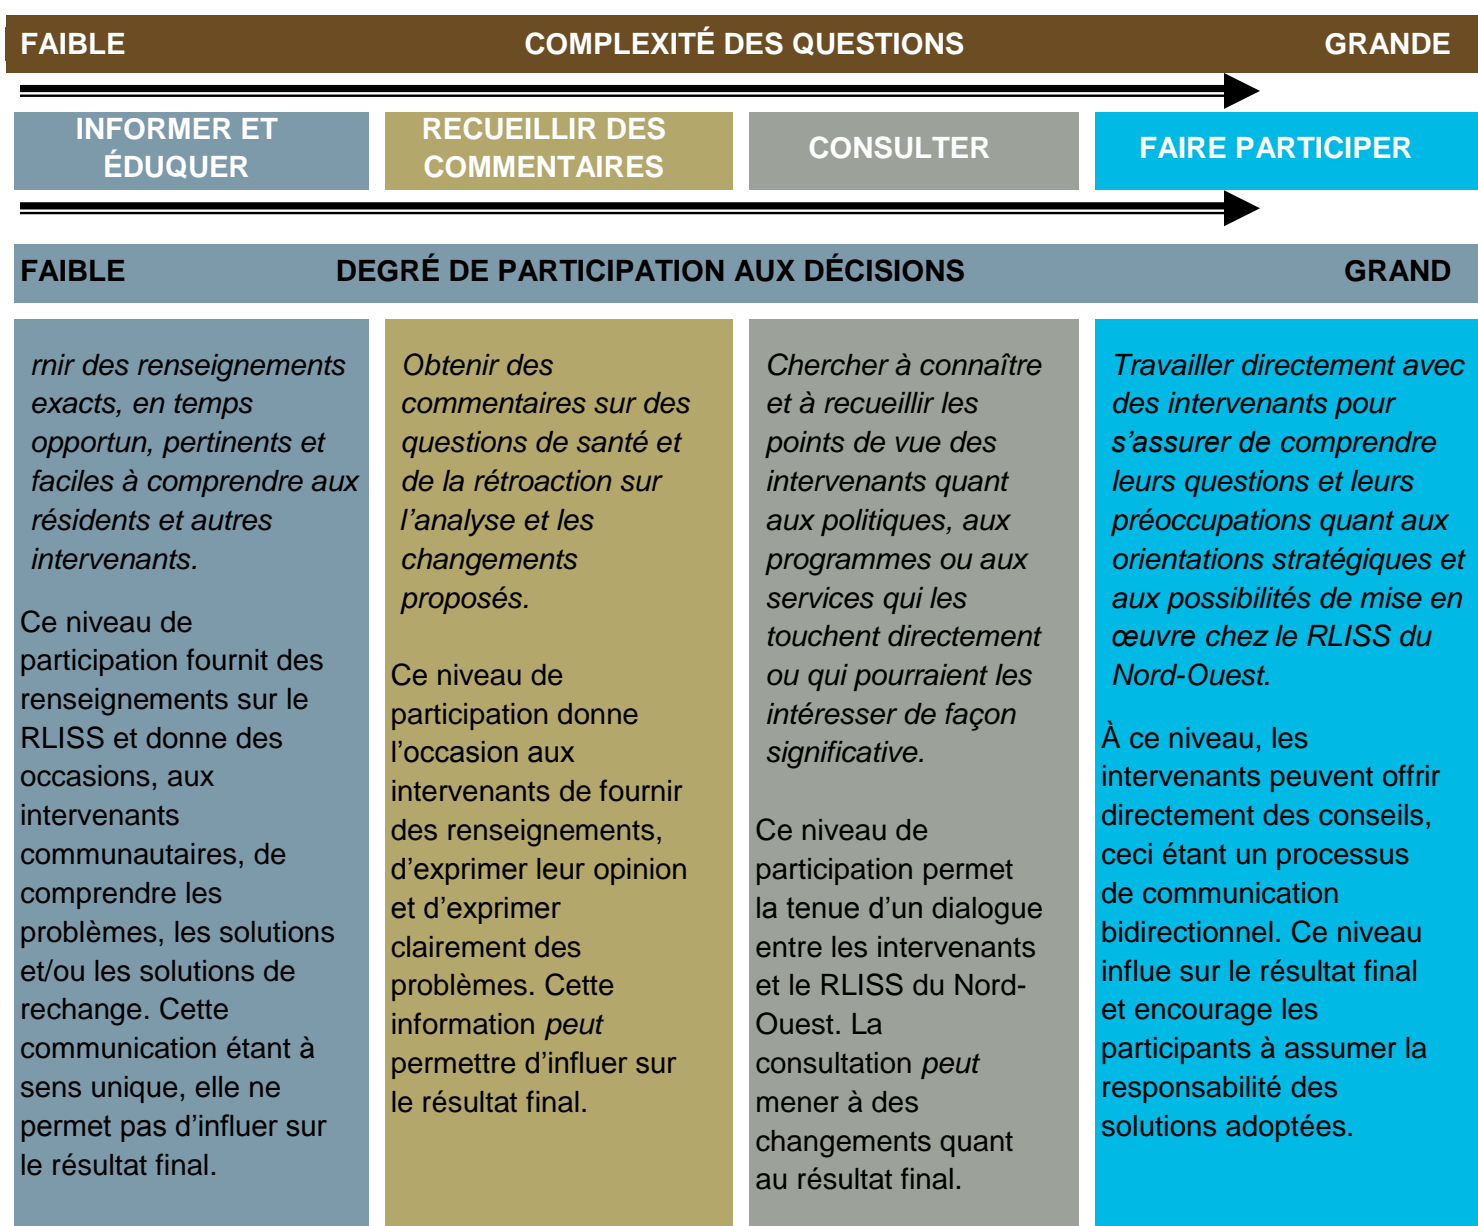 FAIBLE COMPLEXITÉ DES QUESTIONS GRANDE
INFORMER ET
ÉDUQUER
RECUEILLIR DES
COMMENTAIRES
CONSULTER
FAIRE PARTICIPER
FAIBLE DEGRÉ DE PARTICIPATION AUX DÉCISIONS GRAND
rnir des renseignements
exacts, en temps
opportun, pertinents et
faciles à comprendre aux
résidents et autres
intervenants.
Ce niveau de
participation fournit des
renseignements sur le
RLISS et donne des
occasions, aux
intervenants
communautaires, de
comprendre les
problèmes, les solutions
et/ou les solutions de
rechange. Cette
communication étant à
sens unique, elle ne
permet pas d’influer sur
le résultat final.
Obtenir des
commentaires sur des
questions de santé et
de la rétroaction sur
l’analyse et les
changements
proposés.
Ce niveau de
participation donne
l’occasion aux
intervenants de fournir
des renseignements,
d’exprimer leur opinion
et d’exprimer
clairement des
problèmes. Cette
information peut
permettre d’influer sur
le résultat final.
Chercher à connaître
et à recueillir les
points de vue des
intervenants quant
aux politiques, aux
programmes ou aux
services qui les
touchent directement
ou qui pourraient les
intéresser de façon
significative.
Ce niveau de
participation permet
la tenue d’un dialogue
entre les intervenants
et le RLISS du Nord-
Ouest. La
consultation peut
mener à des
changements quant
au résultat final.
Travailler directement avec
des intervenants pour
s’assurer de comprendre
leurs questions et leurs
préoccupations quant aux
orientations stratégiques et
aux possibilités de mise en
œuvre chez le RLISS du
Nord-Ouest.
À ce niveau, les
intervenants peuvent offrir
directement des conseils,
ceci étant un processus
de communication
bidirectionnel. Ce niveau
influe sur le résultat final
et encourage les
participants à assumer la
responsabilité des
solutions adoptées.